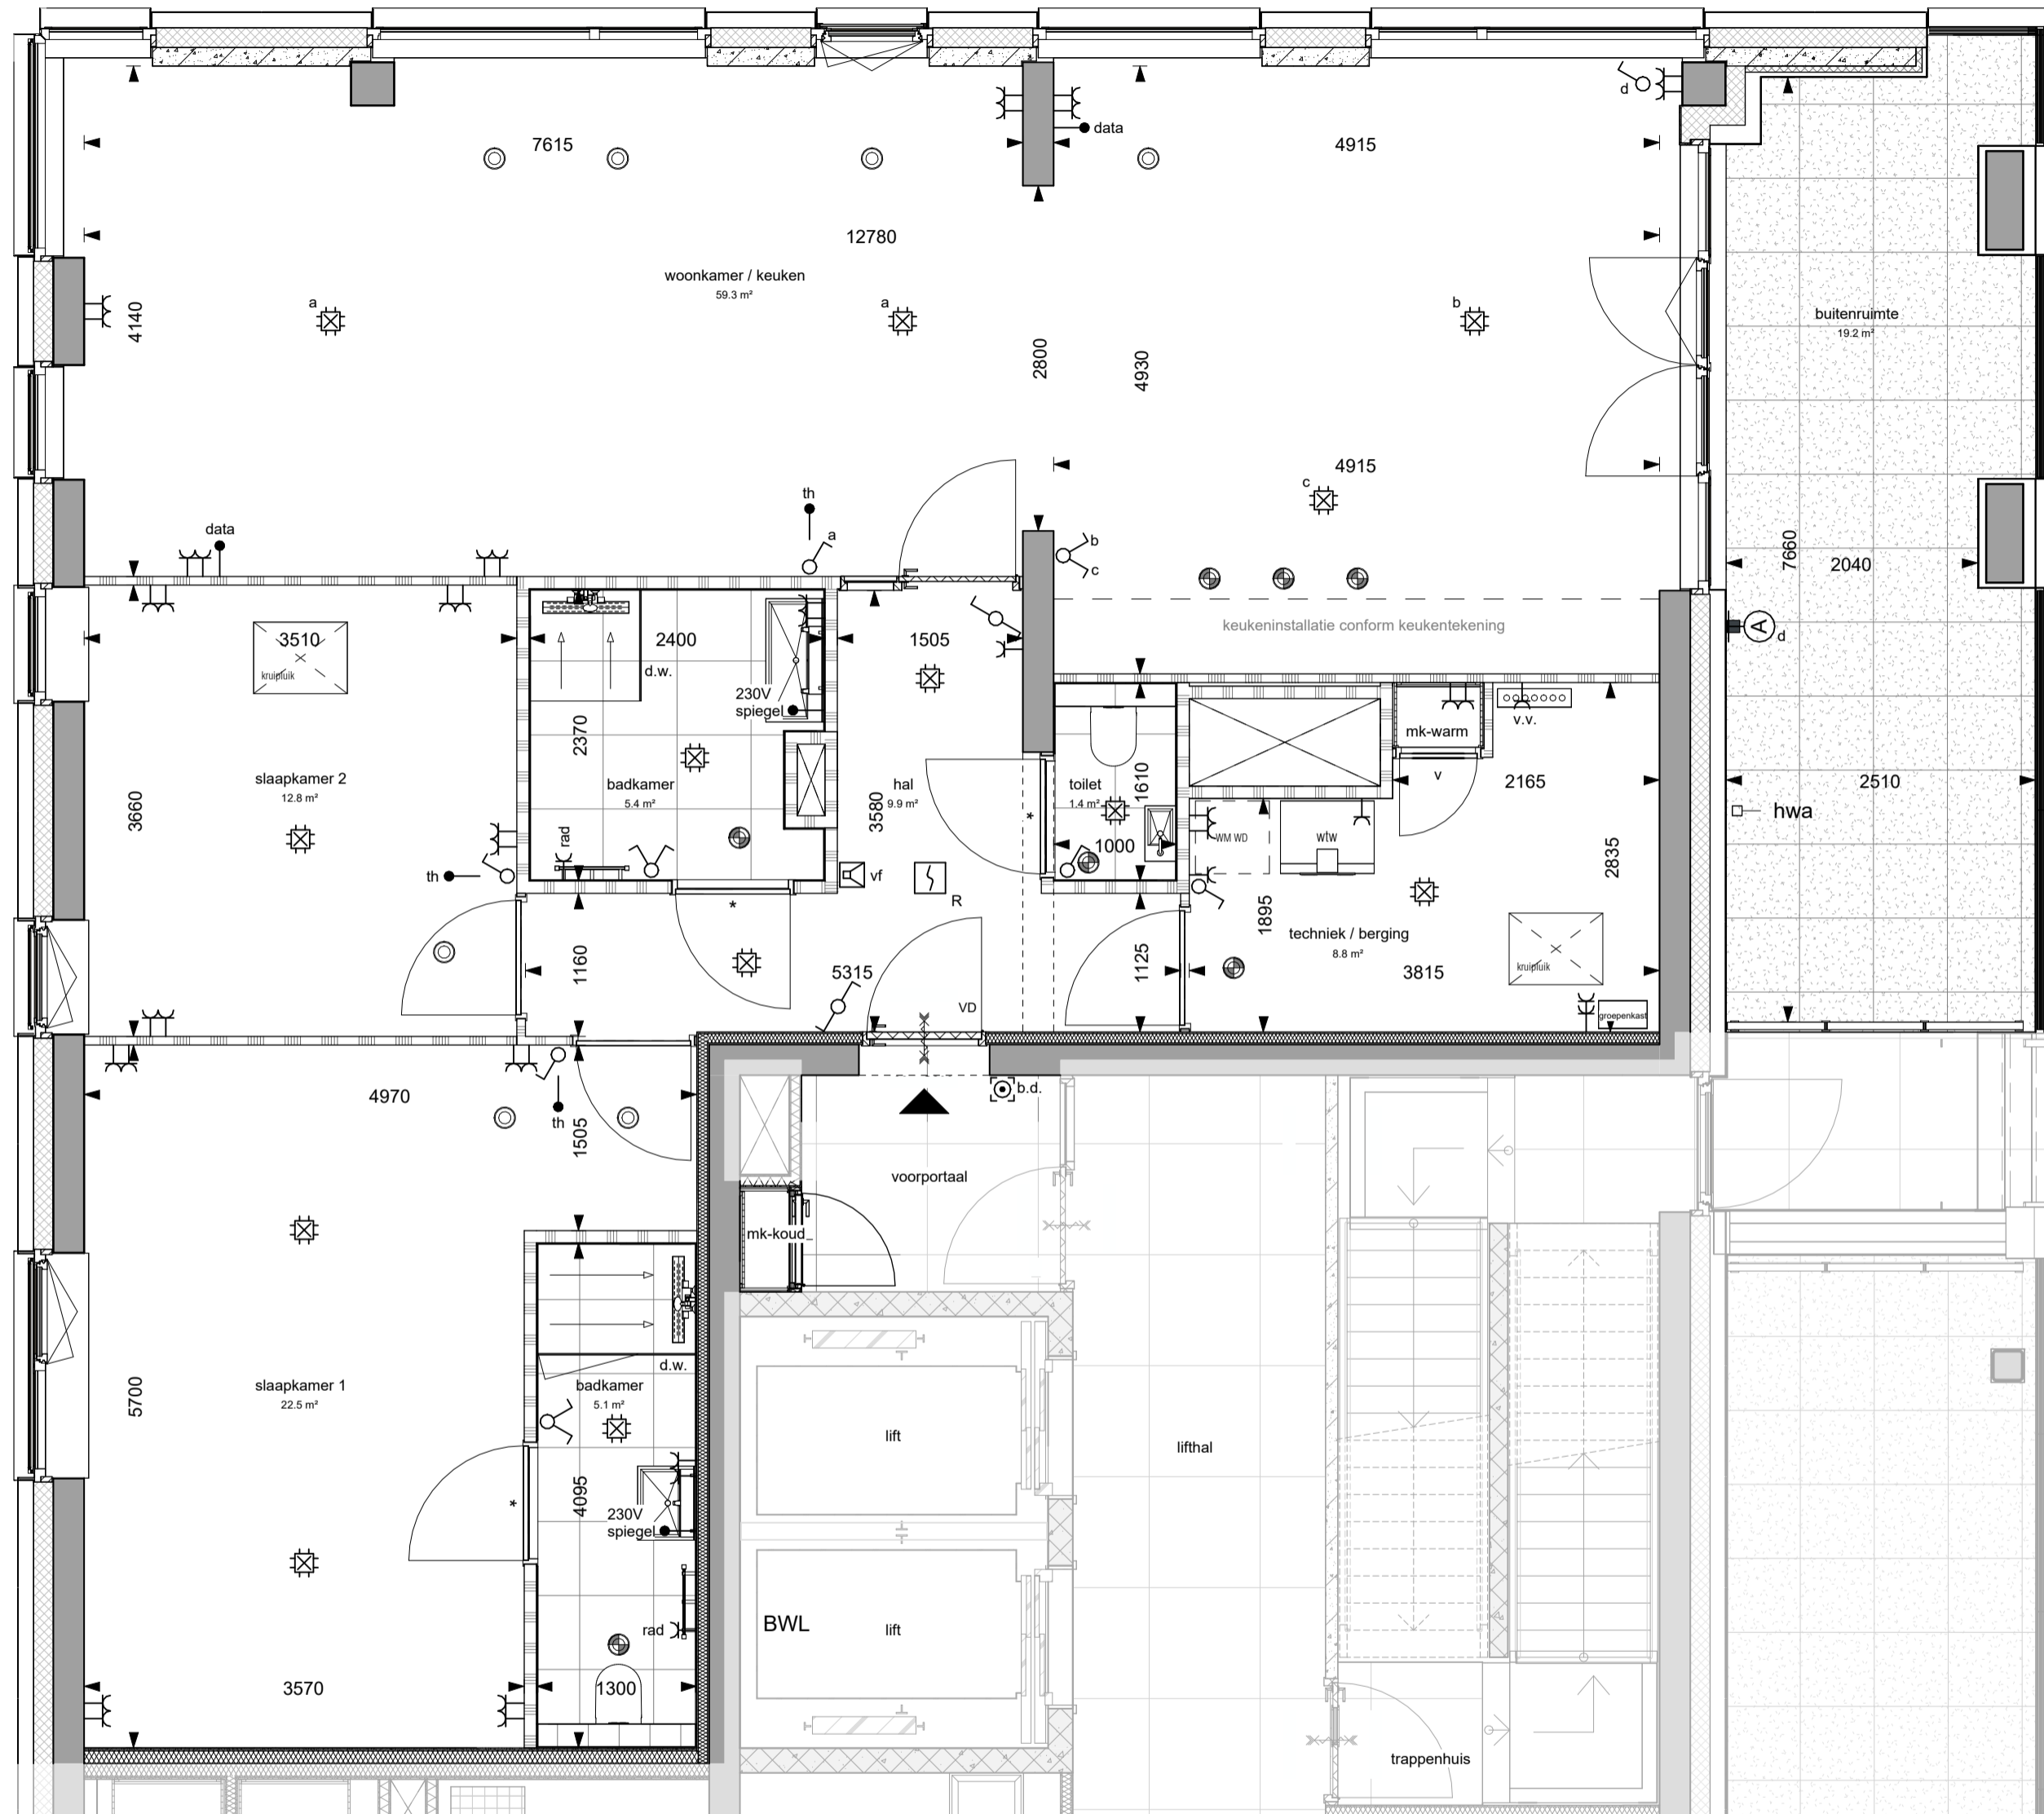 d
data
7615
4915
12780
woonkamer / keuken
59.3 m²
a
a
b
4140
2800
4930
buitenruimte
19.2 m²
4915
c
th
a
data
b
c
7660
2040
keukeninstallatie conform keukentekening
A
d
3510
kruipluik
2400
d.w.
1505
230V
spiegel
2370
mk-warm
v.v.
v
slaapkamer 2
12.8 m²
badkamer
5.4 m²
hal
9.9 m²
toilet
1.4 m²
1610
2165
2510
hwa
3660
3580
*
1000
WM WD
wtw
2835
rad
th
vf
R
*
1895
techniek / berging
8.8 m²
kruipluik
1160
5315
1125
3815
VD
groepenkast
4970
th
1505
b.d.
voorportaal
mk-koud
slaapkamer 1
22.5 m²
5700
d.w.
badkamer
5.1 m²
lift
lifthal
*
4095
230V
spiegel
rad
BWL
lift
3570
1300
trappenhuis